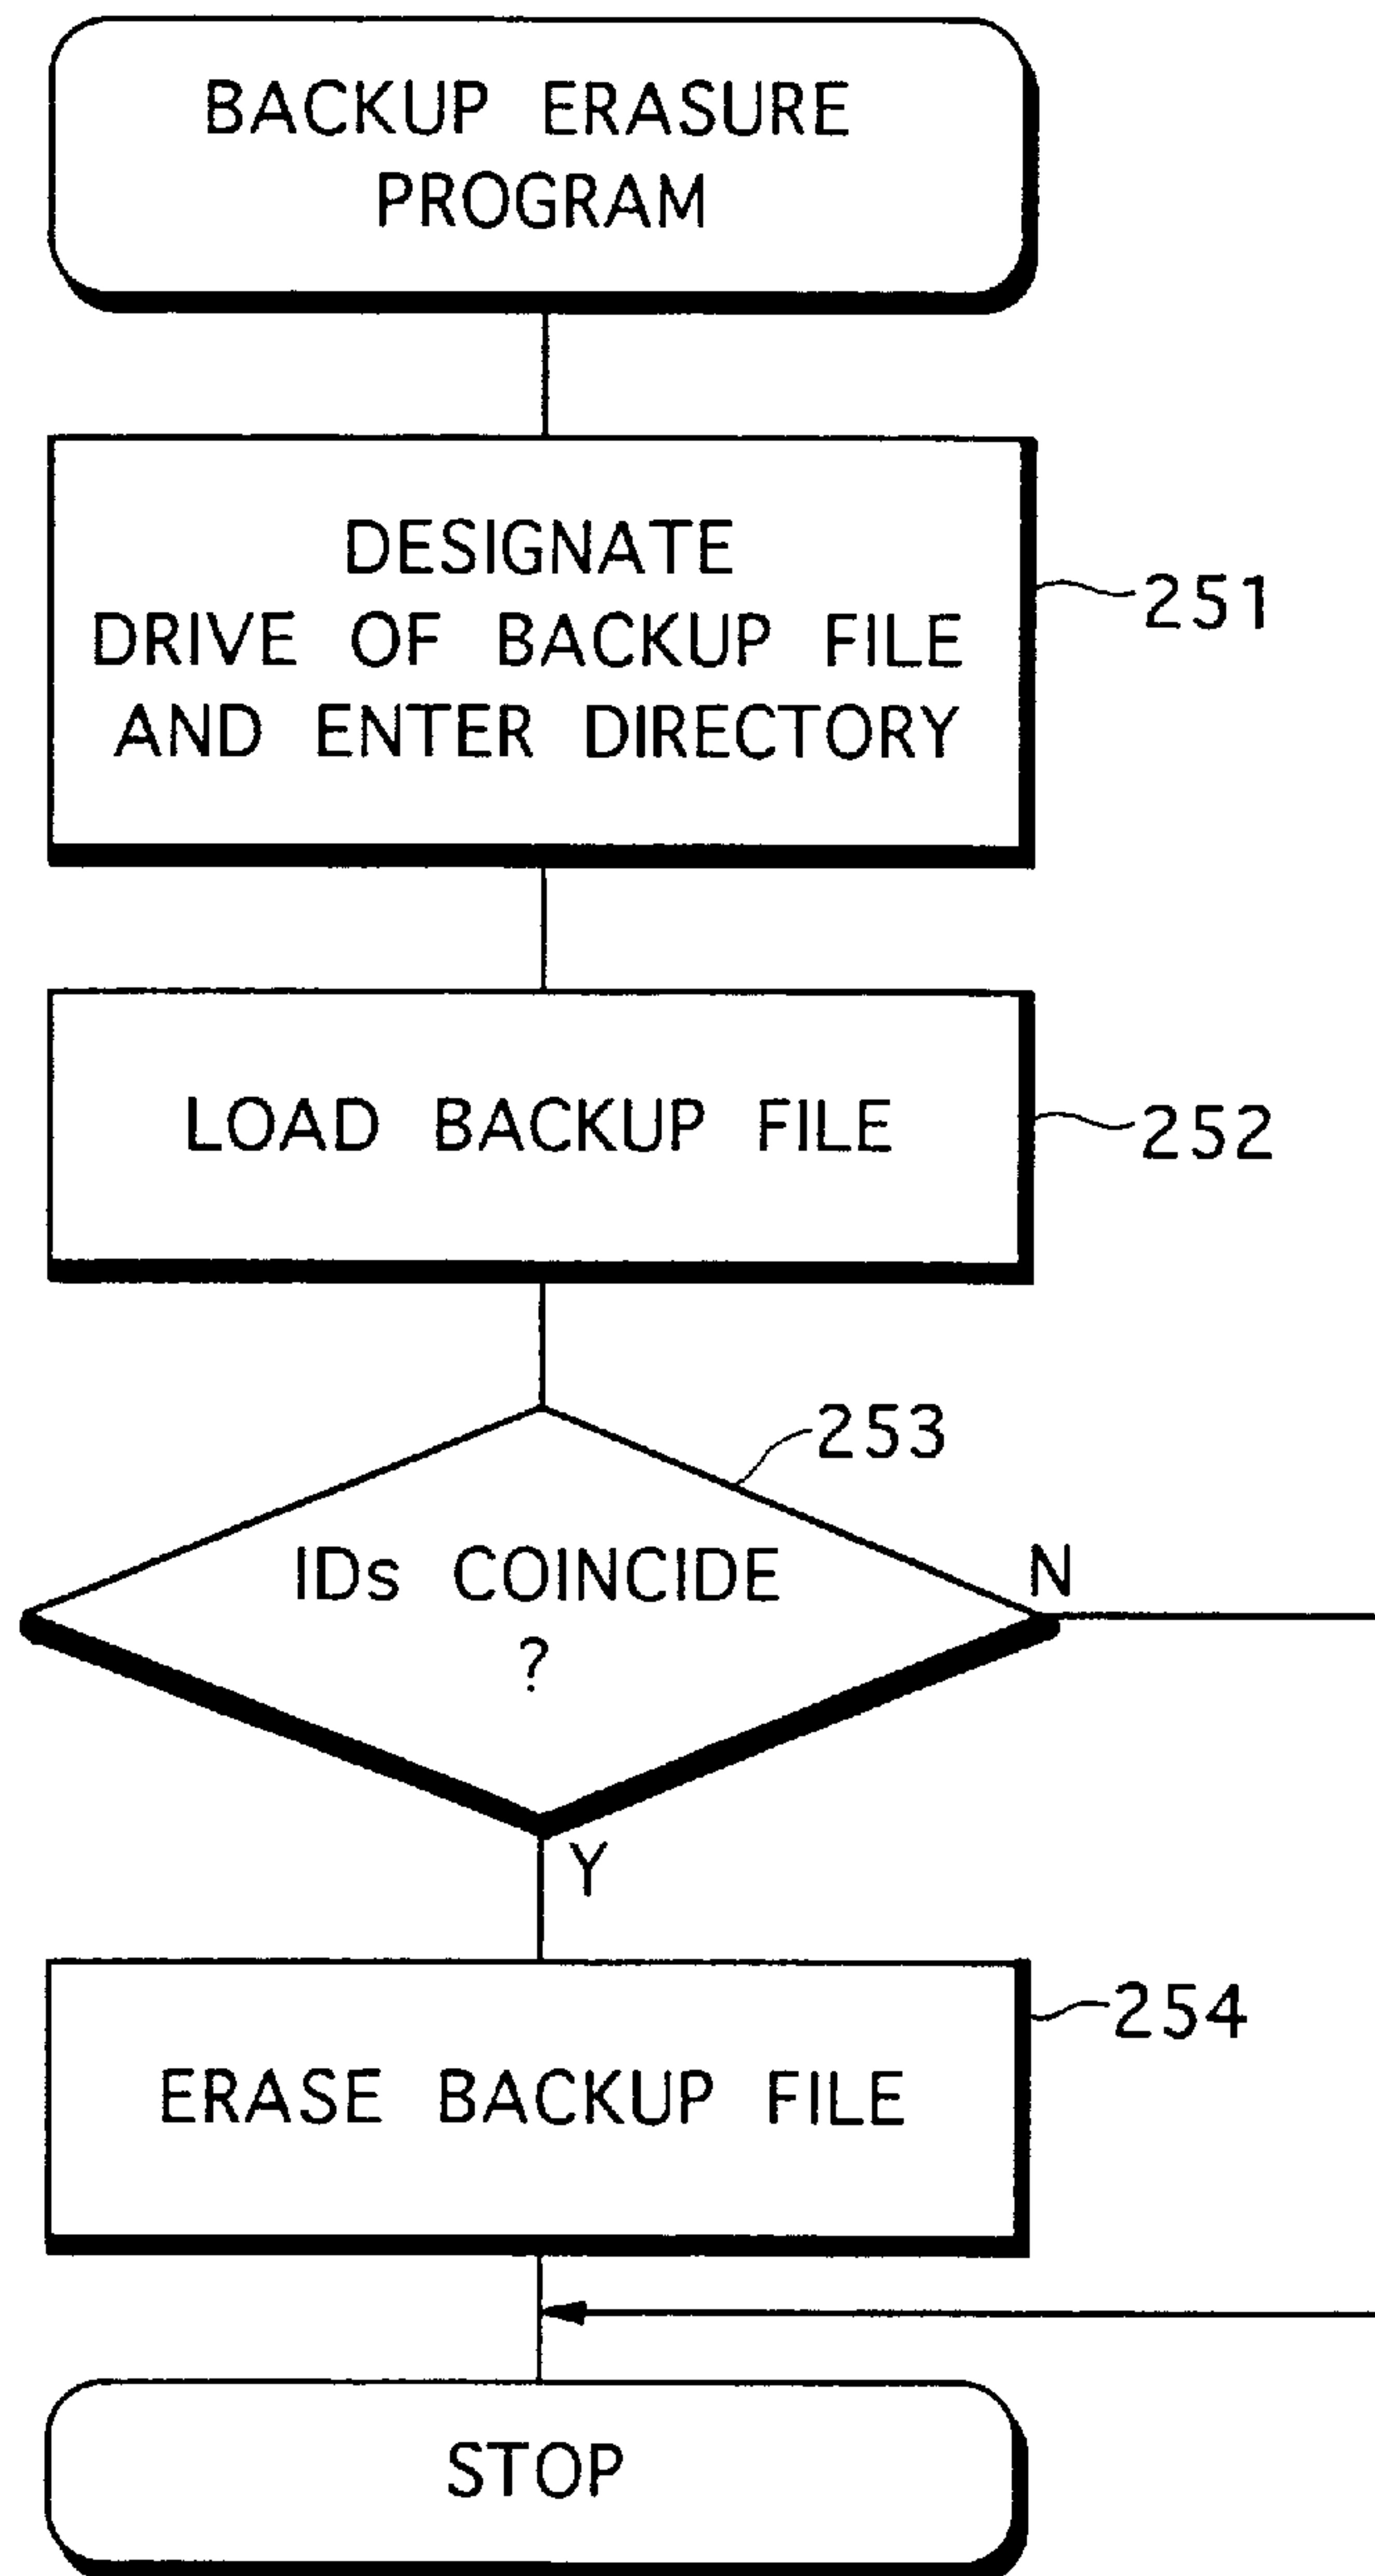 BACKUP ERASURE
PROGRAM
DESIGNATE
DRIVE OF BACKUP FILE
AND ENTER DIRECTORY
251
LOAD BACKUP FILE
252
253
IDs COINCIDE
?
N
Y
254
ERASE BACKUP FILE
STOP